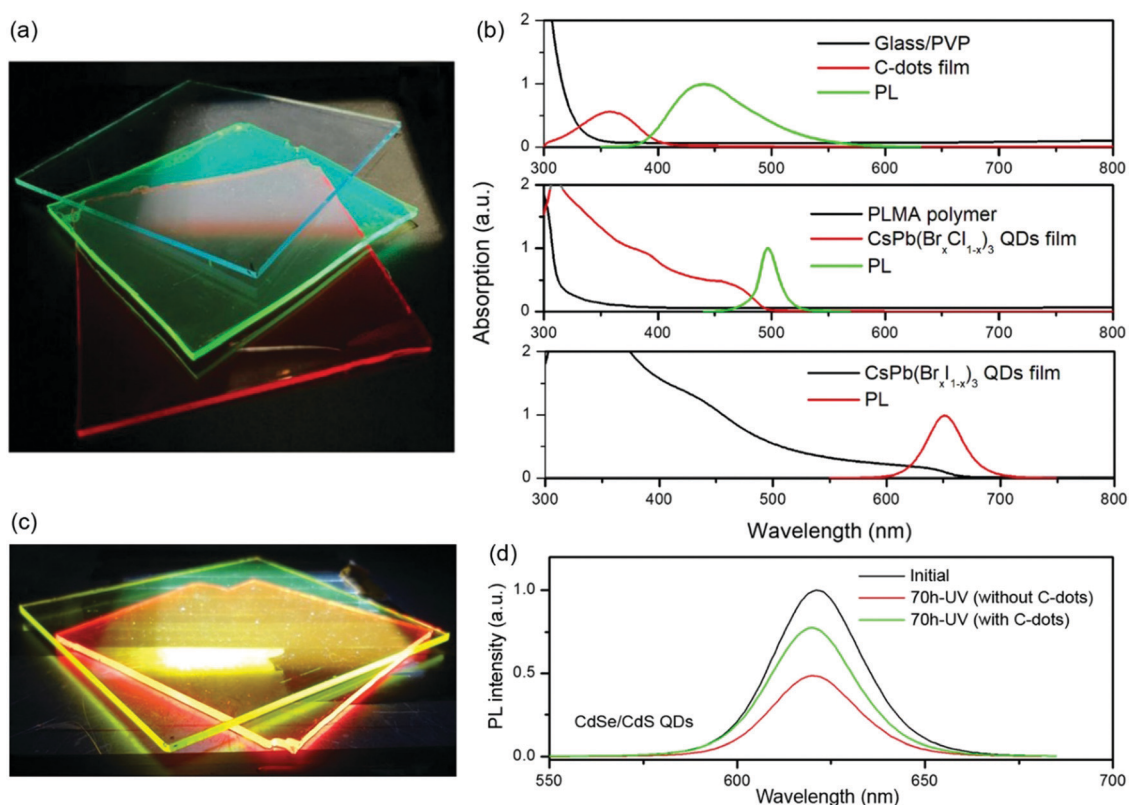 (a)
(b)
Absorption (a.u.)
2
1
0
300 400 500 600 700 800
Glass/PVP
C-dots film
PL
2
1
0
300 400 500 600 700 800
PLMA polymer
CsPb(BrₓCl₁₋ₓ)₃ QDs film
PL
2
1
0
300 400 500 600 700 800
CsPb(BrₓI₁₋ₓ)₃ QDs film
PL
Wavelength (nm)
(c)
(d)
PL intensity (a.u.)
1.0
0.5
0.0
Initial
70h-UV (without C-dots)
70h-UV (with C-dots)
CdSe/CdS QDs
550 600 650 700
Wavelength (nm)